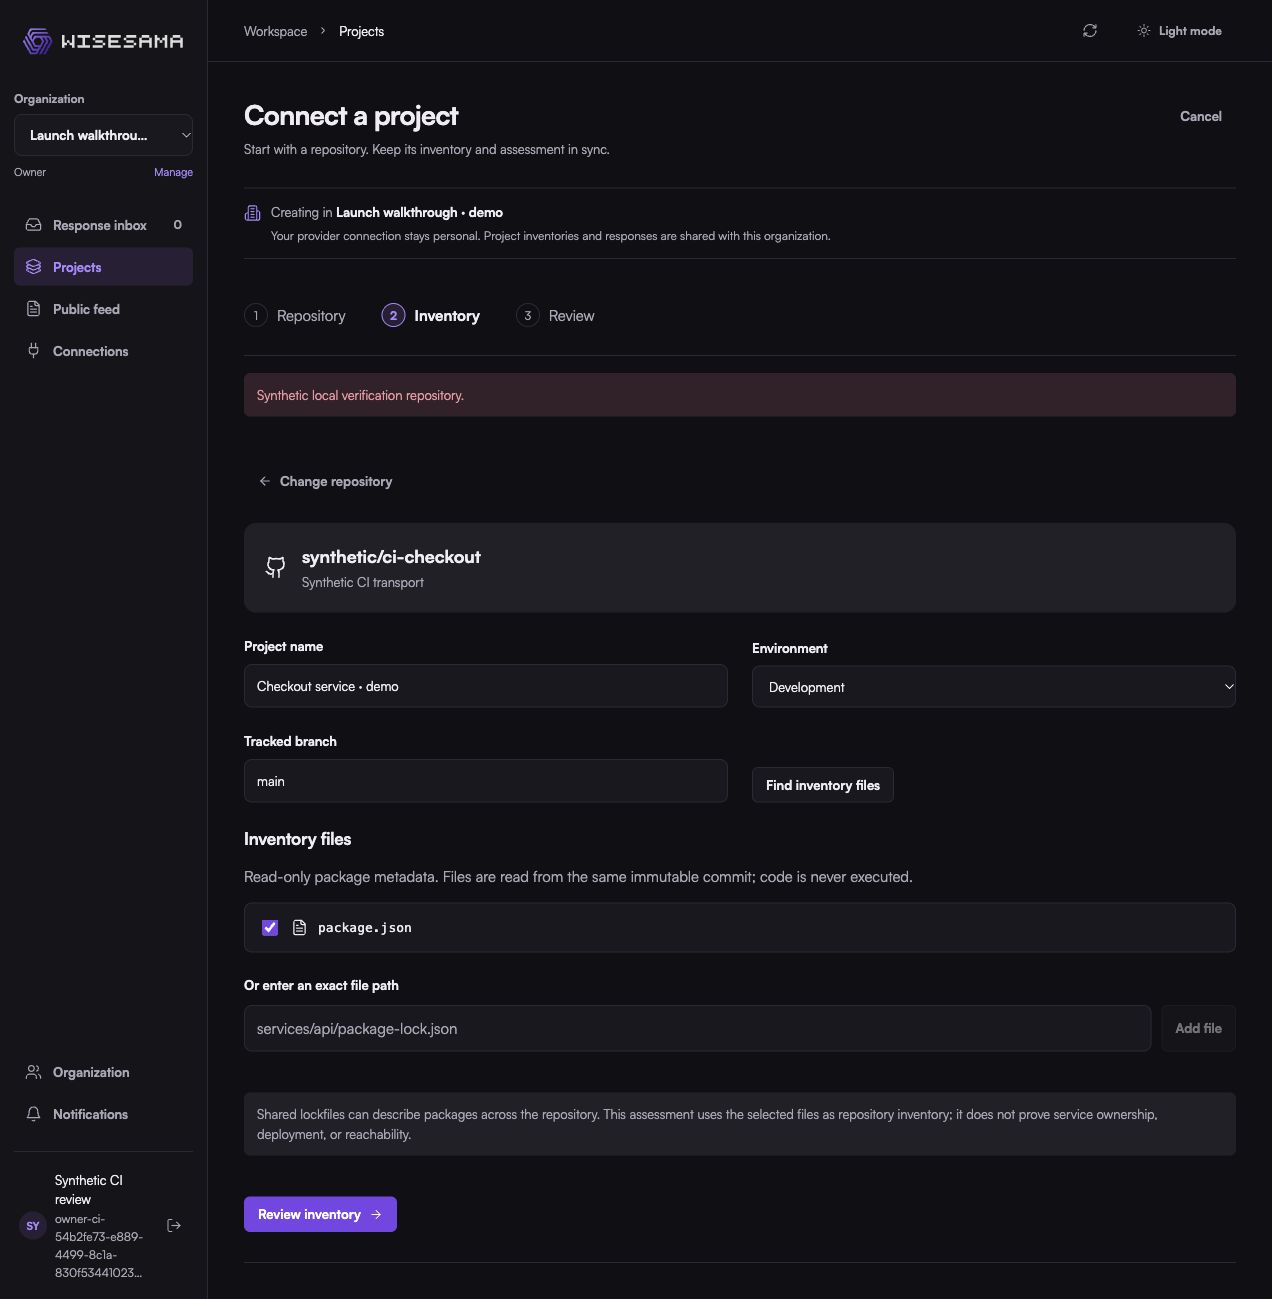 WISESAMA
Organization
Launch walkthrou...
Owner
Manage
Response inbox
0
Projects
Public feed
Connections
Organization
Notifications
Synthetic CI
review
SY
owner-ci-
54b2fe73-e889-
4499-8c1a-
830f53441023...
Workspace
Projects
Light mode
Connect a project
Cancel
Start with a repository. Keep its inventory and assessment in sync.
Creating in Launch walkthrough • demo
Your provider connection stays personal. Project inventories and responses are shared with this organization.
1 Repository
2 Inventory
3 Review
Synthetic local verification repository.
Change repository
synthetic/ci-checkout
Synthetic CI transport
Project name
Environment
Checkout service • demo
Development
Tracked branch
main
Find inventory files
Inventory files
Read-only package metadata. Files are read from the same immutable commit; code is never executed.
package.json
Or enter an exact file path
services/api/package-lock.json
Add file
Shared lockfiles can describe packages across the repository. This assessment uses the selected files as repository inventory; it does not prove service ownership,
deployment, or reachability.
Review inventory